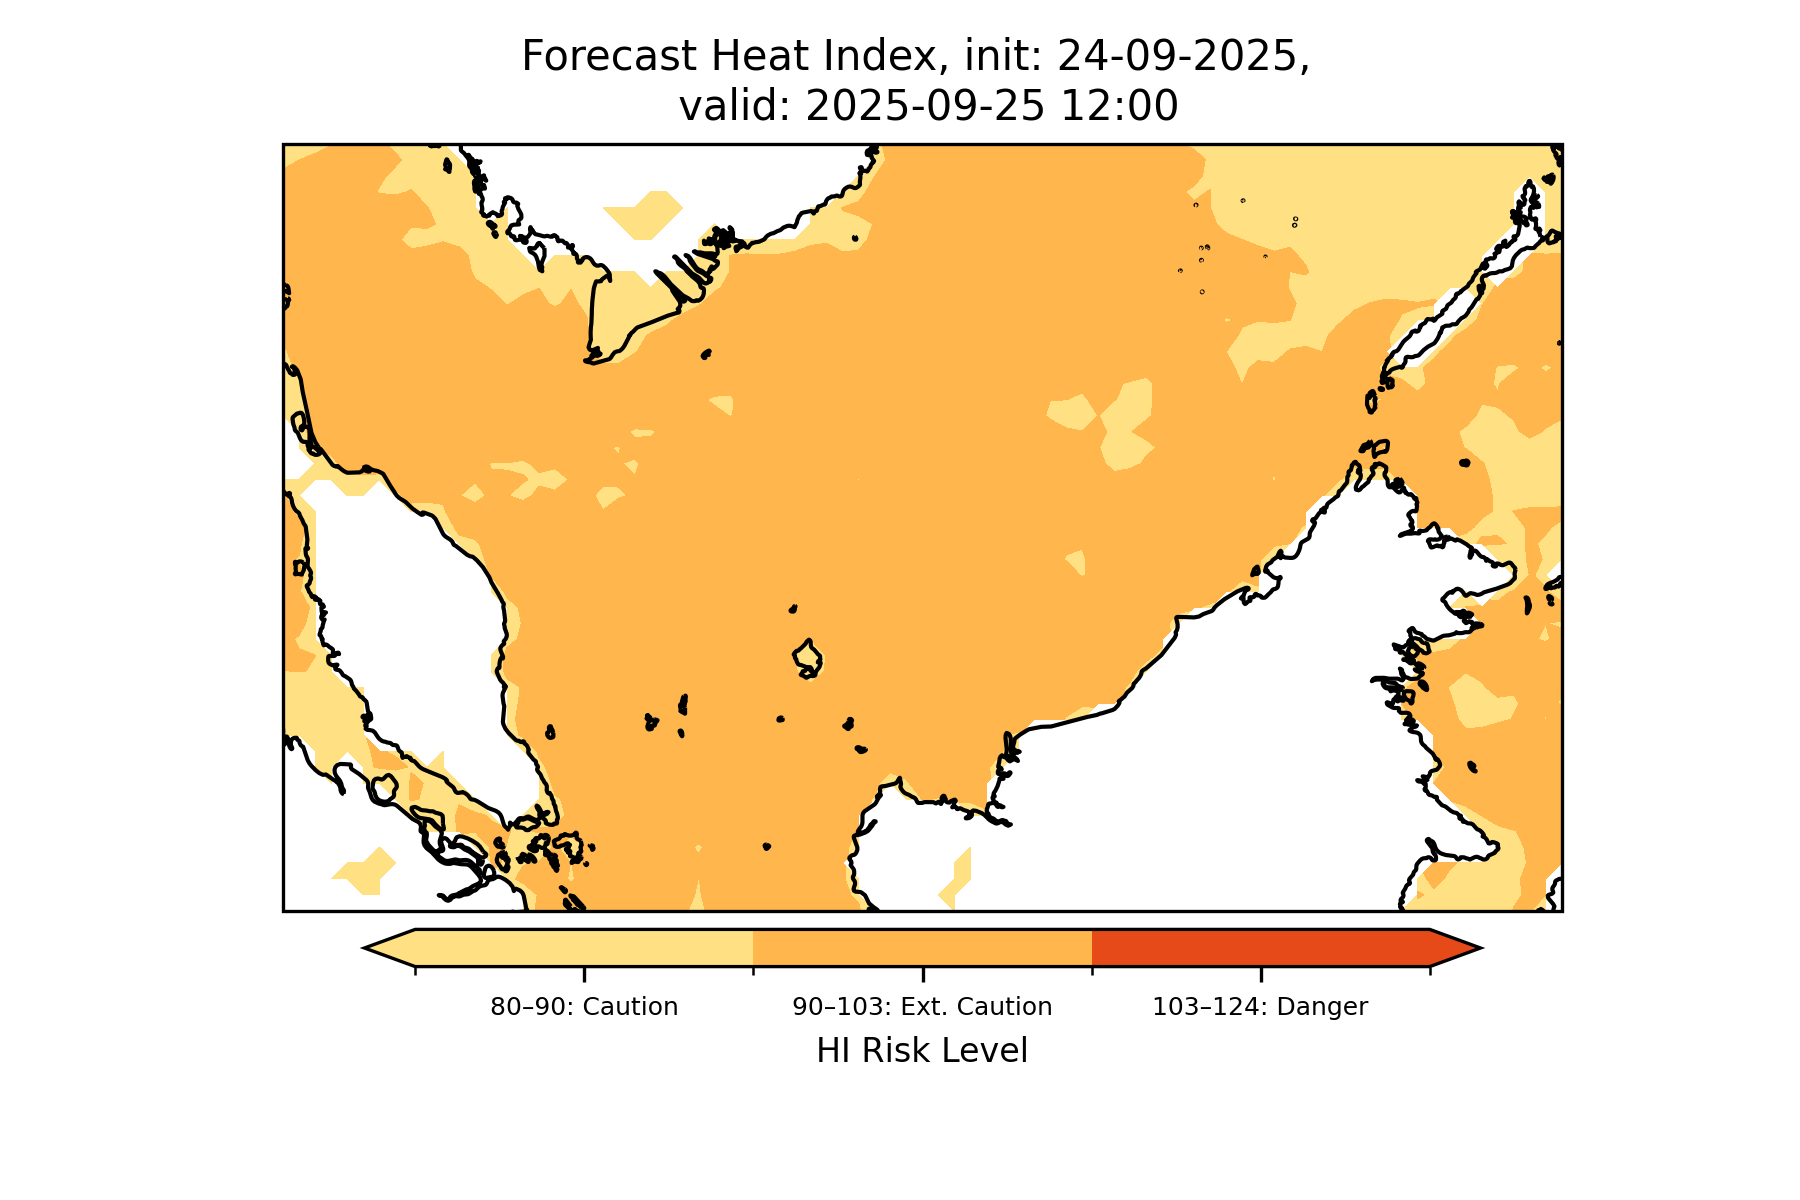 Forecast Heat Index, init: 24-09-2025,
valid: 2025-09-25 12:00
80–90: Caution
90–103: Ext. Caution
103–124: Danger
HI Risk Level